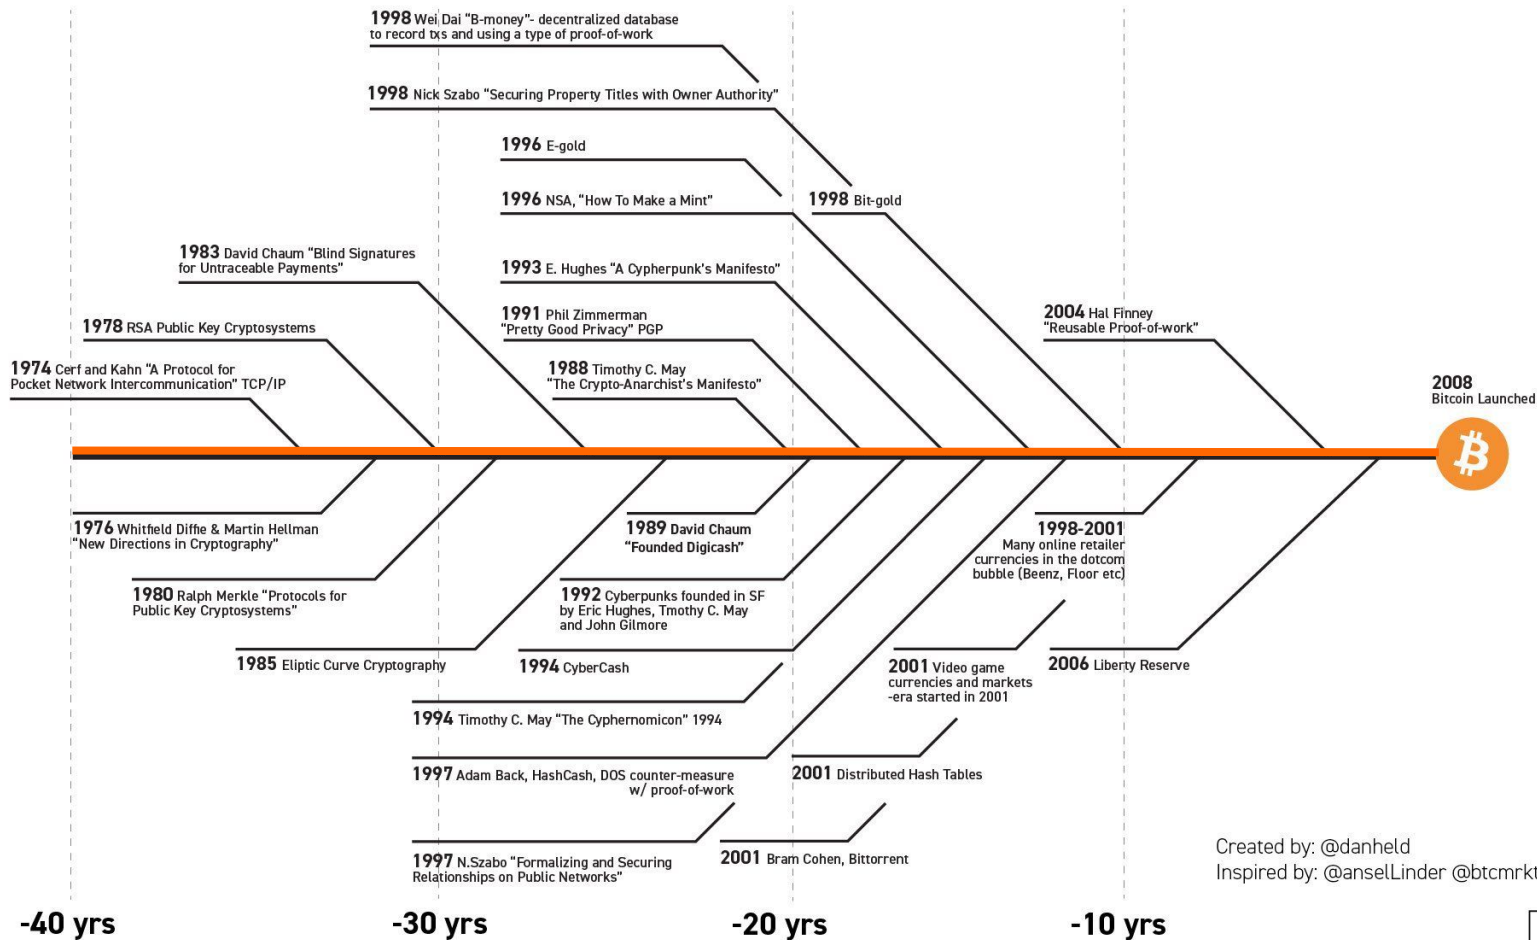 1998 Wei Dai “B-money”- decentralized database
to record txs and using a type of proof-of-work
1998 Nick Szabo “Securing Property Titles with Owner Authority”
1996 E-gold
1996 NSA, “How To Make a Mint”
1998 Bit-gold
1983 David Chaum “Blind Signatures
for Untraceable Payments”
1993 E. Hughes “A Cypherpunk’s Manifesto”
1991 Phil Zimmerman
“Pretty Good Privacy” PGP
2004 Hal Finney
“Reusable Proof-of-work”
1978 RSA Public Key Cryptosystems
1974 Cerf and Kahn “A Protocol for
Pocket Network Intercommunication” TCP/IP
1988 Timothy C. May
“The Crypto-Anarchist’s Manifesto”
2008
Bitcoin Launched
1976 Whitfield Diffie & Martin Hellman
“New Directions in Cryptography”
1989 David Chaum
“Founded Digicash”
1998-2001
Many online retailer
currencies in the dotcom
bubble (Beenz, Floor etc)
1980 Ralph Merkle “Protocols for
Public Key Cryptosystems”
1992 Cyberpunks founded in SF
by Eric Hughes, Tmothy C. May
and John Gilmore
1985 Eliptic Curve Cryptography
1994 CyberCash
2001 Video game
currencies and markets
-era started in 2001
2006 Liberty Reserve
1994 Timothy C. May “The Cyphernomicon” 1994
1997 Adam Back, HashCash, DOS counter-measure
w/ proof-of-work
2001 Distributed Hash Tables
1997 N.Szabo “Formalizing and Securing
Relationships on Public Networks”
2001 Bram Cohen, Bittorrent
Created by: @danheld
Inspired by: @anselLinder @btcmrkt
-40 yrs
-30 yrs
-20 yrs
-10 yrs